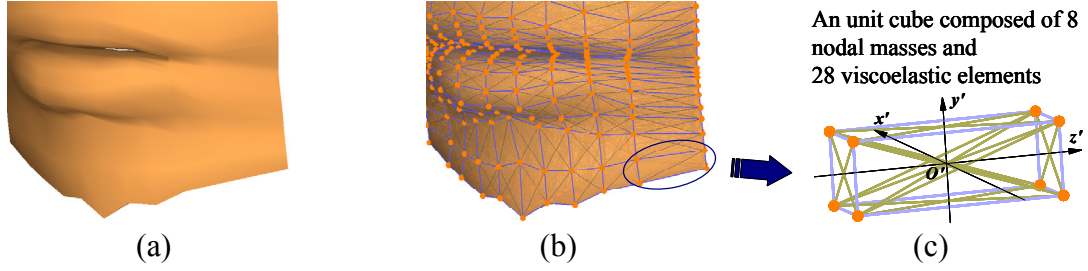 An unit cube composed of 8
nodal masses and
28 viscoelastic elements
y'
x'
z'
O'
(a)
(b)
(c)